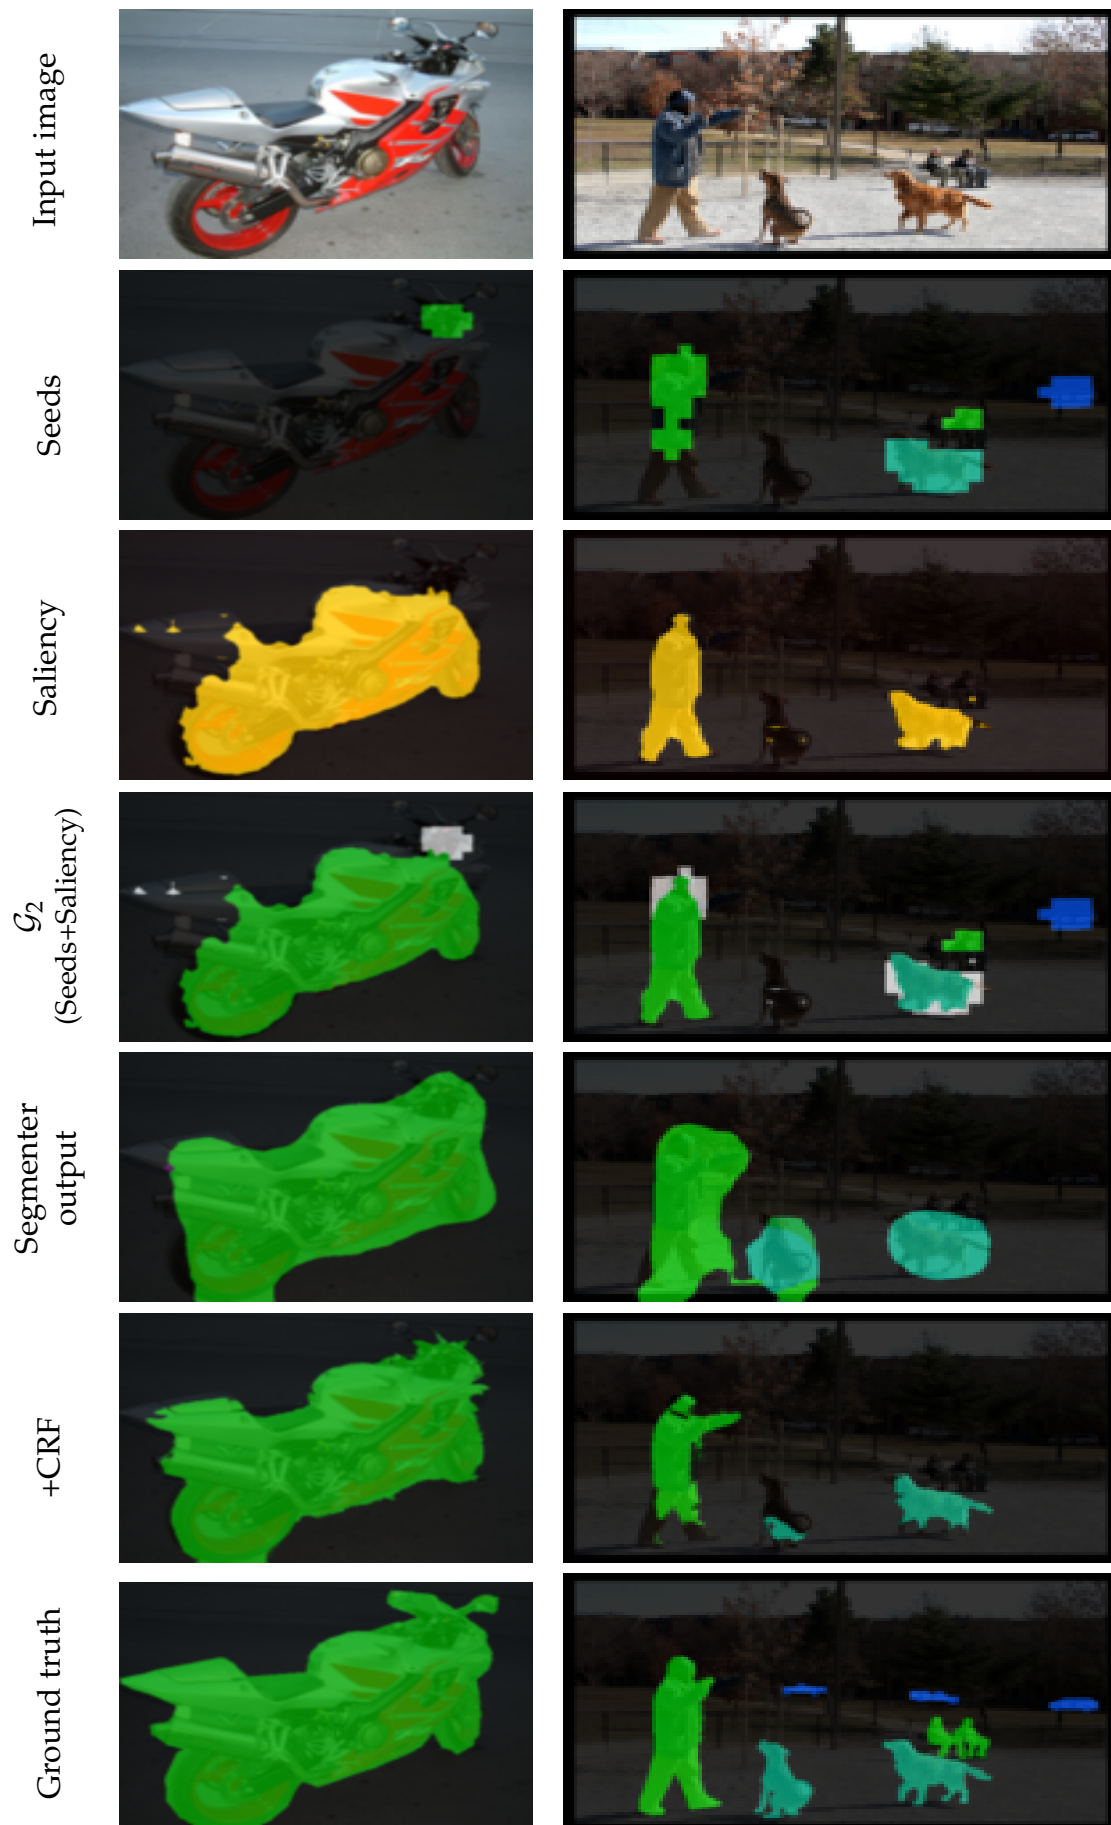 Input image
Seeds
Saliency
𝒢₂
(Seeds+Saliency)
Segmenter
output
+CRF
Ground truth